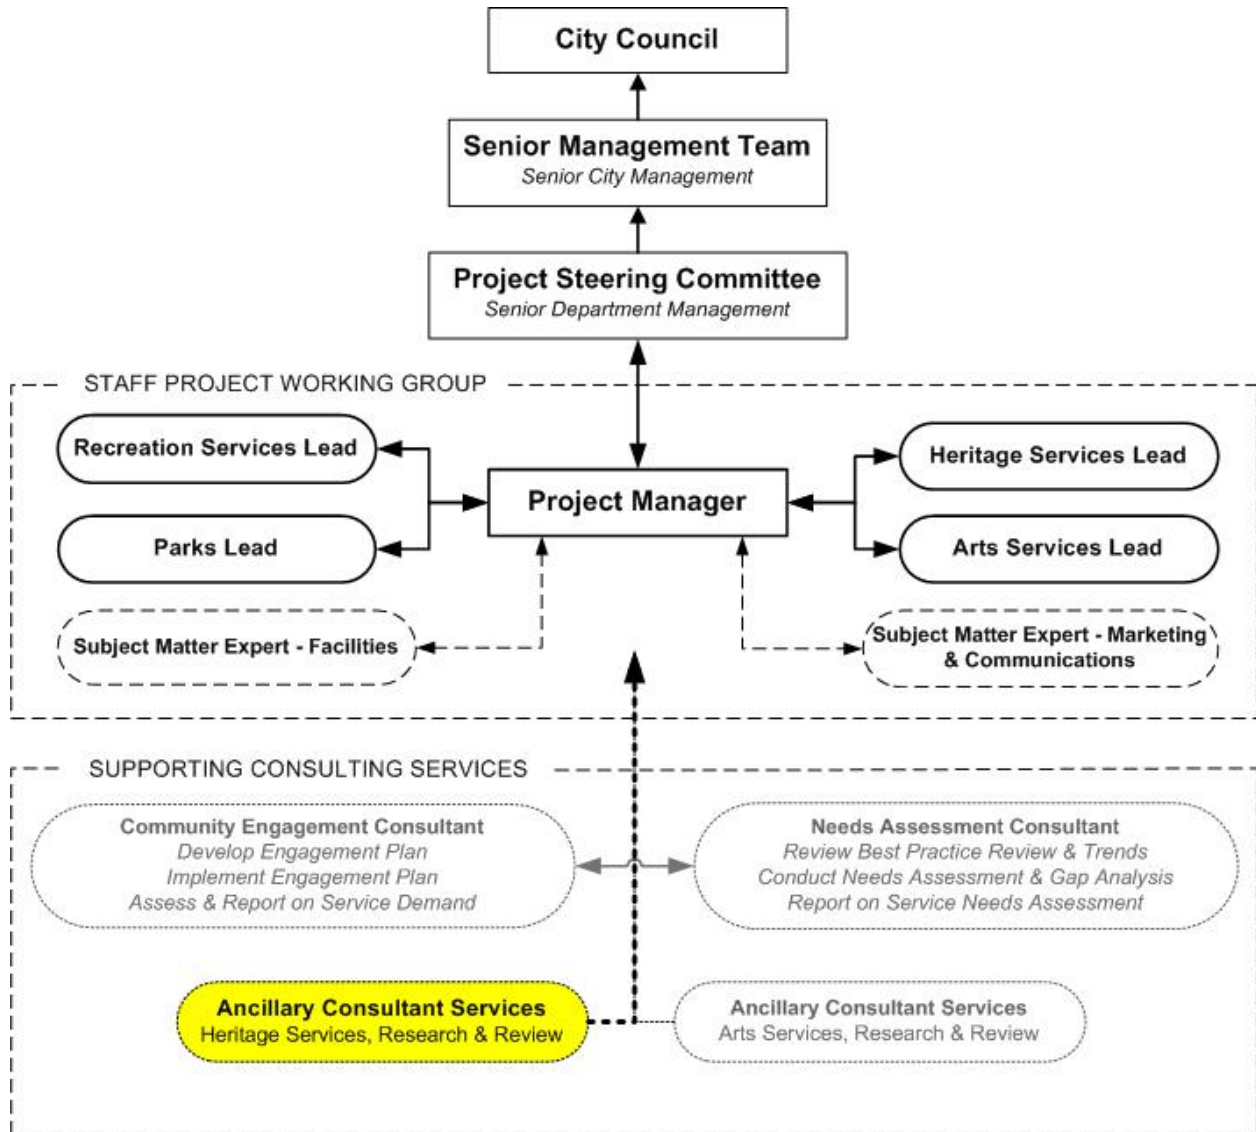 City Council
Senior Management Team
Senior City Management
Project Steering Committee
Senior Department Management
STAFF PROJECT WORKING GROUP
Recreation Services Lead
Heritage Services Lead
Project Manager
Parks Lead
Arts Services Lead
Subject Matter Expert - Facilities
Subject Matter Expert - Marketing
& Communications
SUPPORTING CONSULTING SERVICES
Community Engagement Consultant
Develop Engagement Plan
Implement Engagement Plan
Assess & Report on Service Demand
Needs Assessment Consultant
Review Best Practice Review & Trends
Conduct Needs Assessment & Gap Analysis
Report on Service Needs Assessment
Ancillary Consultant Services
Heritage Services, Research & Review
Ancillary Consultant Services
Arts Services, Research & Review